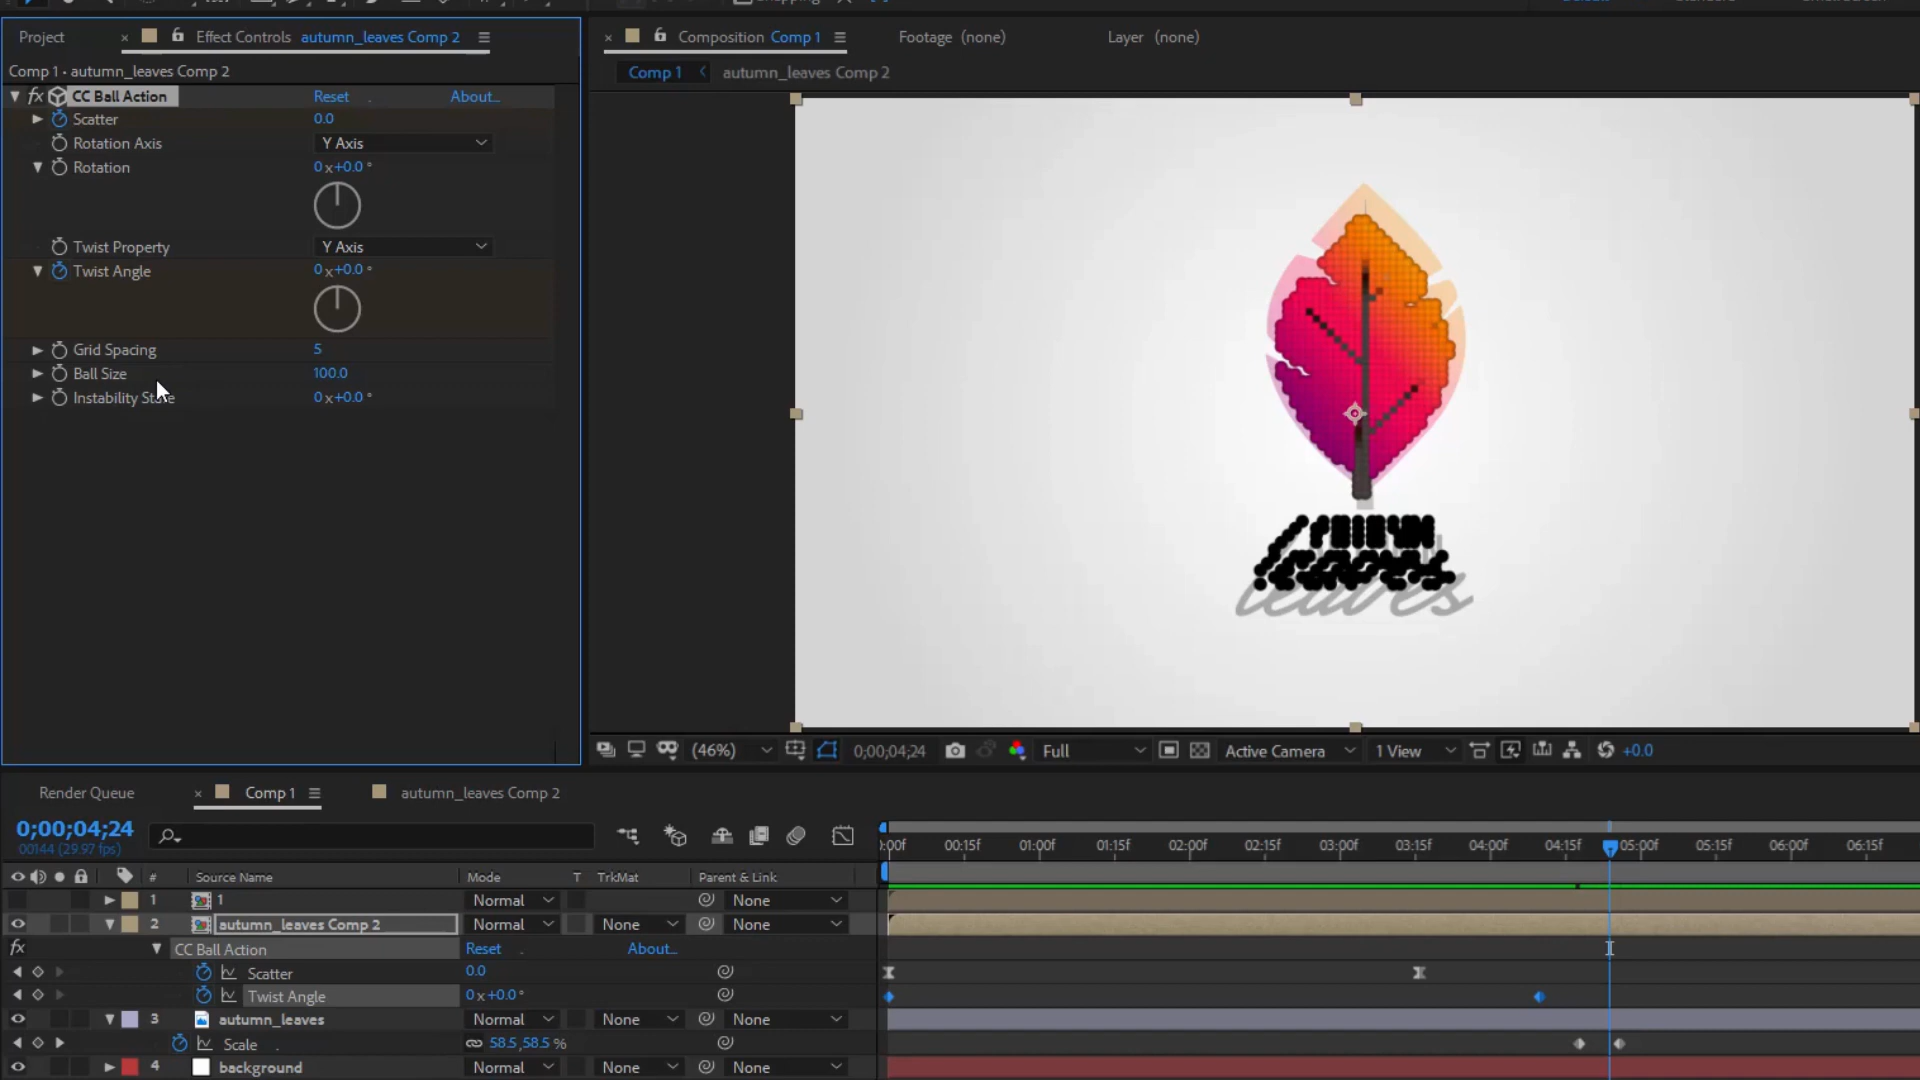 Project
Effect Controls autumn_leaves Comp 2
Composition Comp 1
Footage (none)
Layer (none)
Comp 1 • autumn_leaves Comp 2
Comp 1
autumn_leaves Comp 2
fx CC Ball Action Reset About...
Scatter 0.0
Rotation Axis Y Axis
Rotation 0 x+0.0 °
Twist Property Y Axis
Twist Angle 0 x+0.0 °
Grid Spacing 5
Ball Size 100.0
Instability State 0 x+0.0 °
leaves
(46%) 0;00;04;24 Full Active Camera 1 View +0.0
Render Queue
Comp 1
autumn_leaves Comp 2
0;00;04;24
00144 (29.97 fps)
:00f 00:15f 01:00f 01:15f 02:00f 02:15f 03:00f 03:15f 04:00f 04:15f 05:00f 05:15f 06:00f 06:15f
# Source Name Mode T TrkMat Parent & Link
1 1 Normal None
2 autumn_leaves Comp 2 Normal None None
fx CC Ball Action Reset About...
Scatter 0.0
Twist Angle 0 x+0.0 °
3 autumn_leaves Normal None None
Scale 58.5,58.5 %
4 background Normal None None